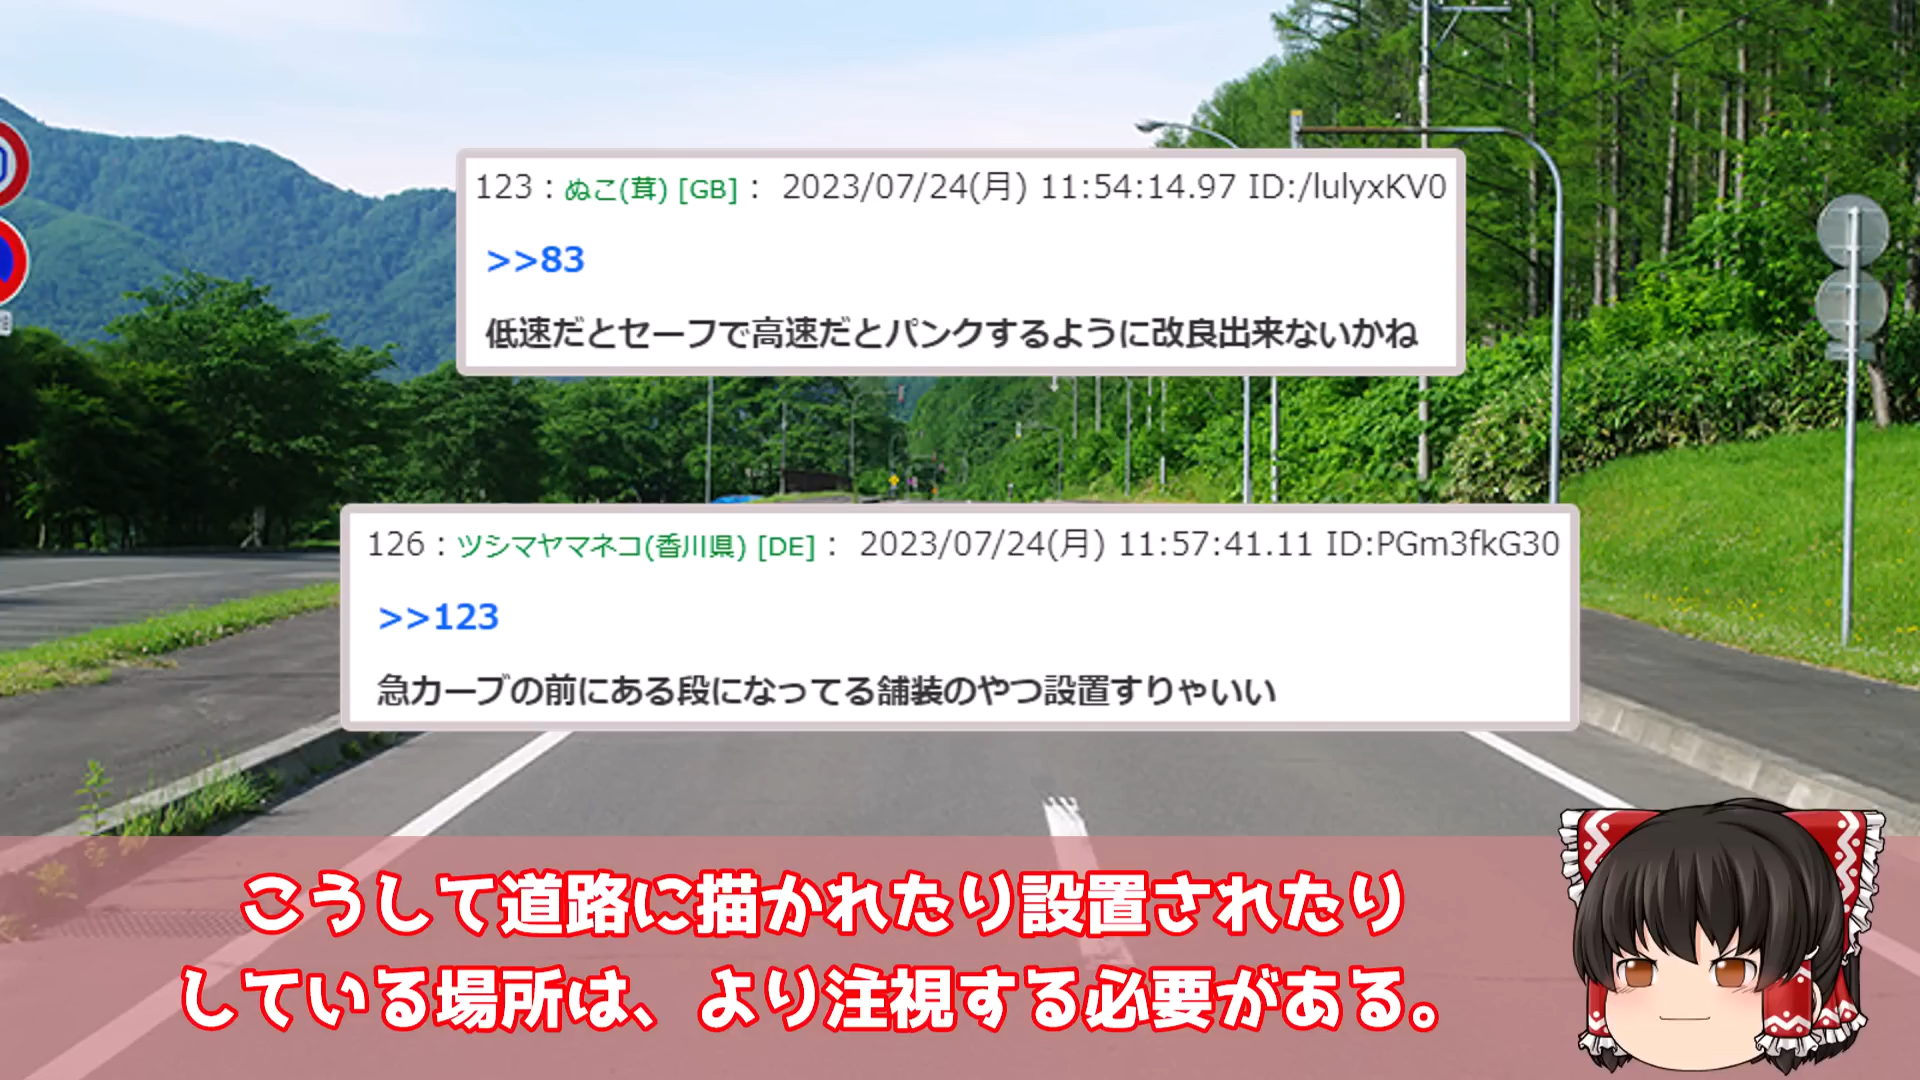 123：ぬこ(茸) [GB]： 2023/07/24(月) 11:54:14.97 ID:/lulyxKV0
>>83
低速だとセーフで高速だとパンクするように改良出来ないかね
126：ツシマヤマネコ(香川県) [DE]： 2023/07/24(月) 11:57:41.11 ID:PGm3fkG30
>>123
急カーブの前にある段になってる舗装のやつ設置すりゃいい
こうして道路に描かれたり設置されたり
している場所は、より注視する必要がある。